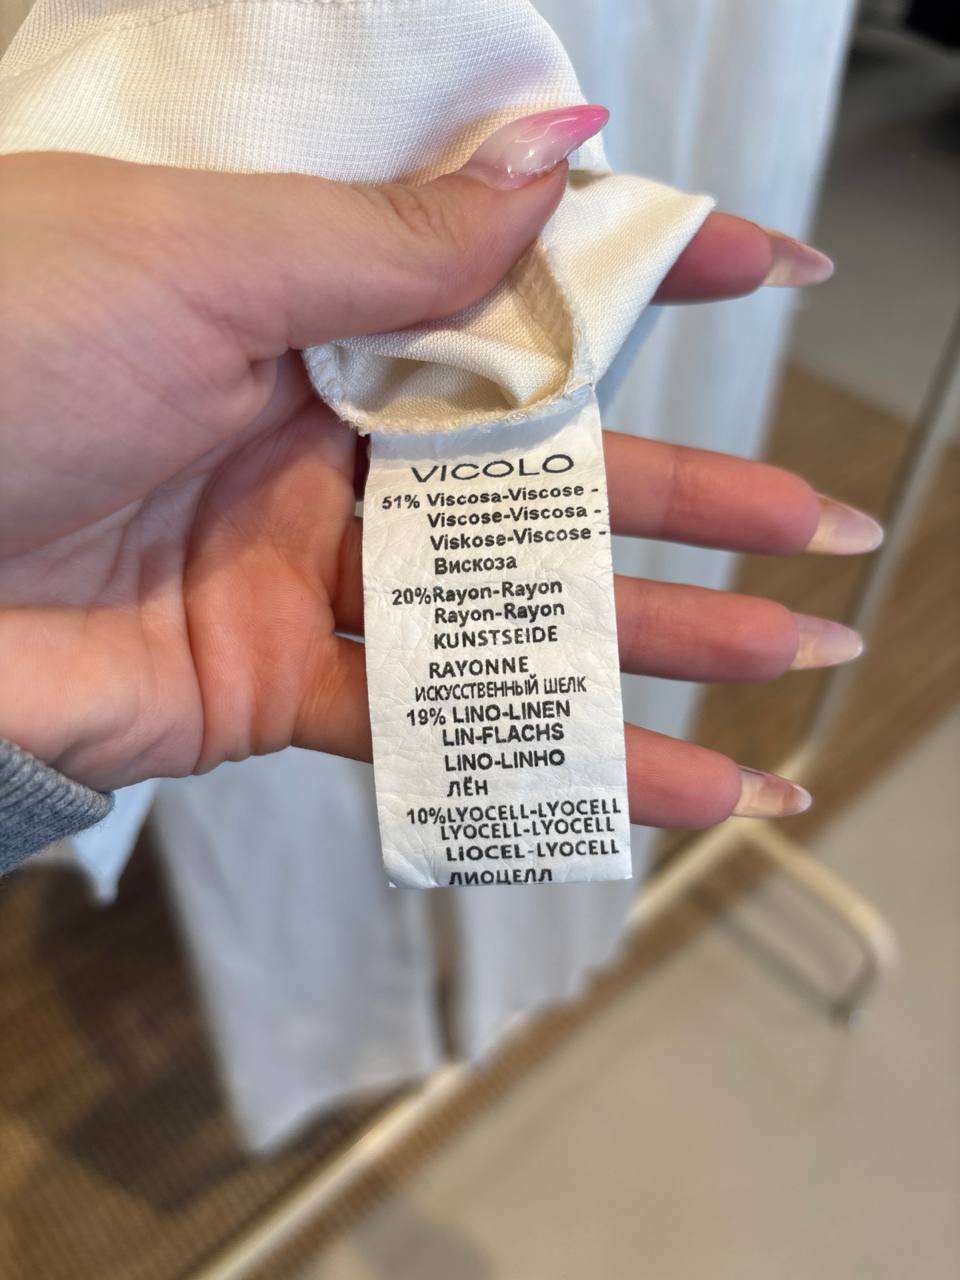 VICOLO
51% Viscosa-Viscose -
Viscose-Viscosa -
Viskose-Viscose -
Вискоза
20%Rayon-Rayon
Rayon-Rayon
KUNSTSEIDE
RAYONNE
ИСКУССТВЕННЫЙ ШЕЛК
19% LINO-LINEN
LIN-FLACHS
LINO-LINHO
ЛЁН
10%LYOCELL-LYOCELL
LYOCELL-LYOCELL
LiOCEL-LYOCELL
ЛИОЦЕЛЛ